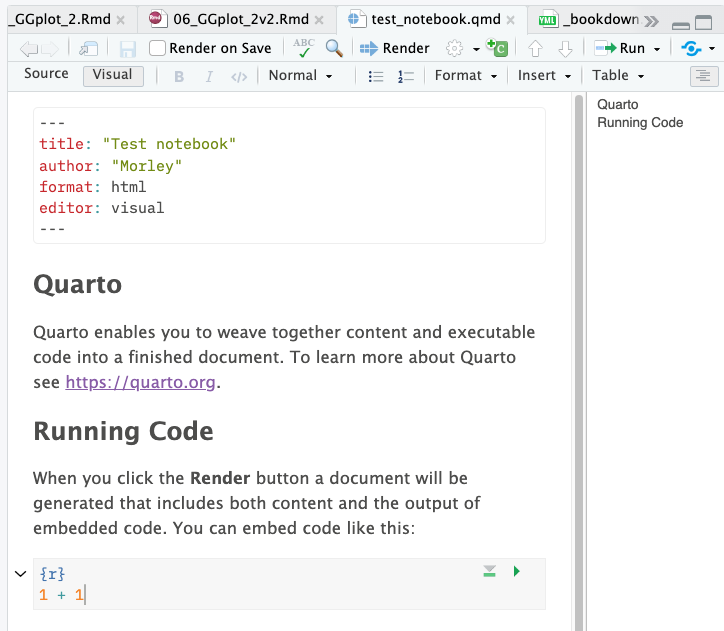 _GGplot_2.Rmd 06_GGplot_2v2.Rmd test_notebook.qmd YML _bookdown
Render on Save ABC Render C Run
Source Visual B I </> Normal Format Insert Table
---
title: "Test notebook"
author: "Morley"
format: html
editor: visual
---
Quarto
Quarto enables you to weave together content and executable
code into a finished document. To learn more about Quarto
see https://quarto.org.
Running Code
When you click the Render button a document will be
generated that includes both content and the output of
embedded code. You can embed code like this:
{r}
1 + 1
Quarto
Running Code